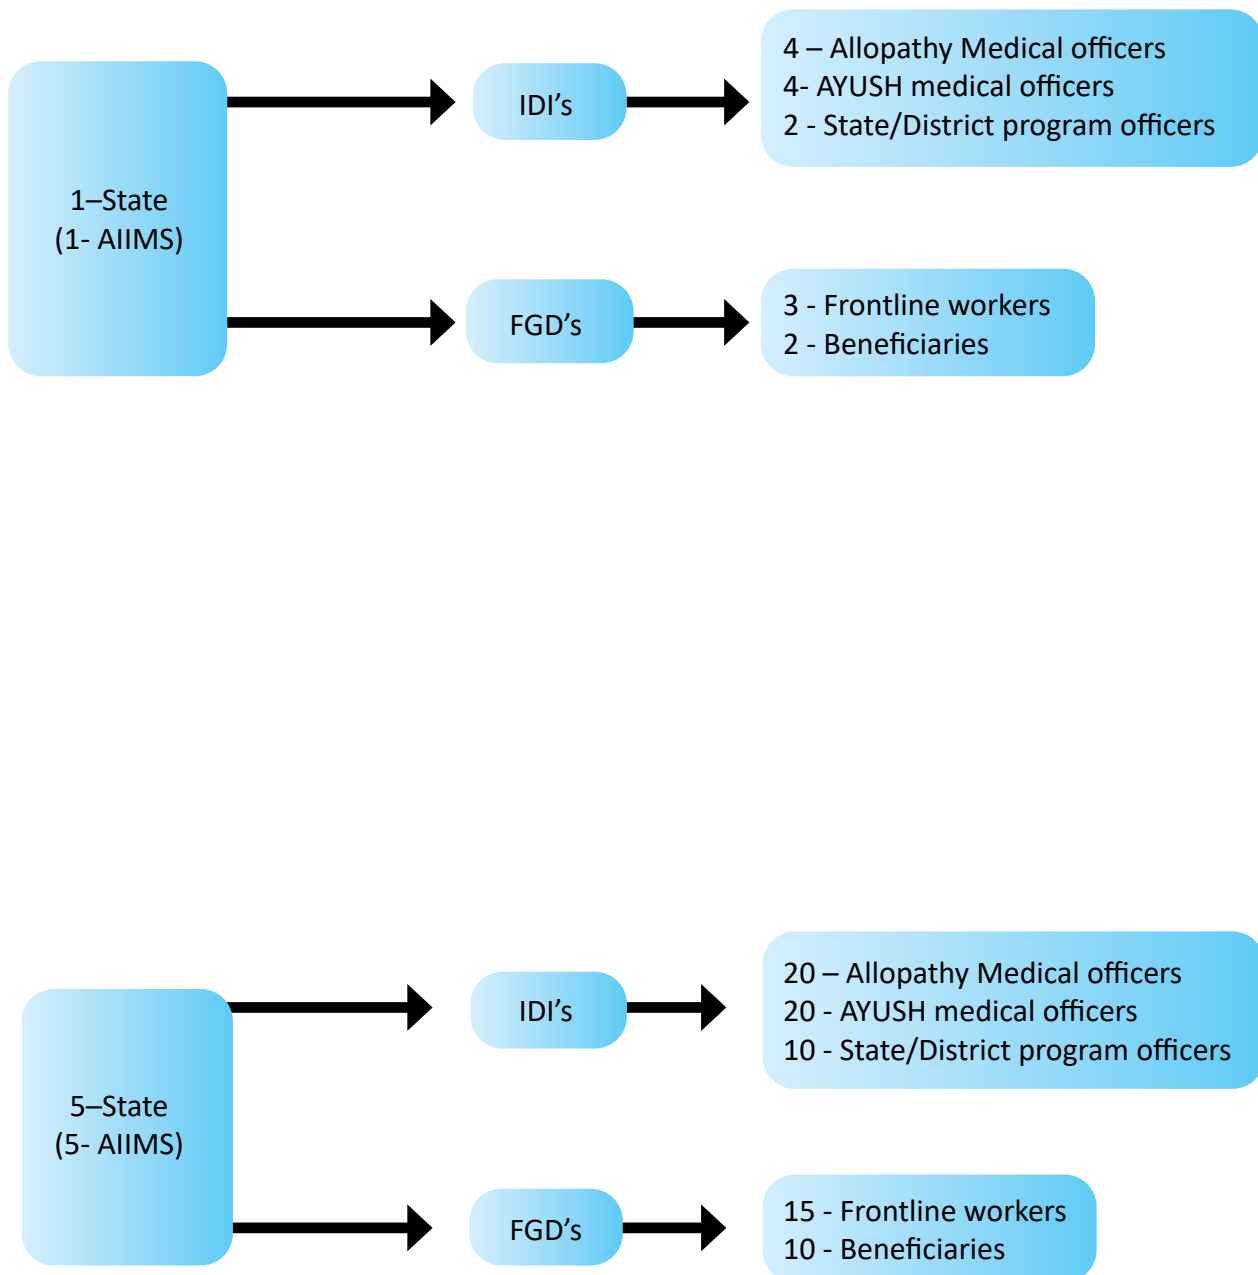 1–State
(1- AIIMS)
IDI's
4 – Allopathy Medical officers
4- AYUSH medical officers
2 - State/District program officers
FGD's
3 - Frontline workers
2 - Beneficiaries
5–State
(5- AIIMS)
IDI's
20 – Allopathy Medical officers
20 - AYUSH medical officers
10 - State/District program officers
FGD's
15 - Frontline workers
10 - Beneficiaries